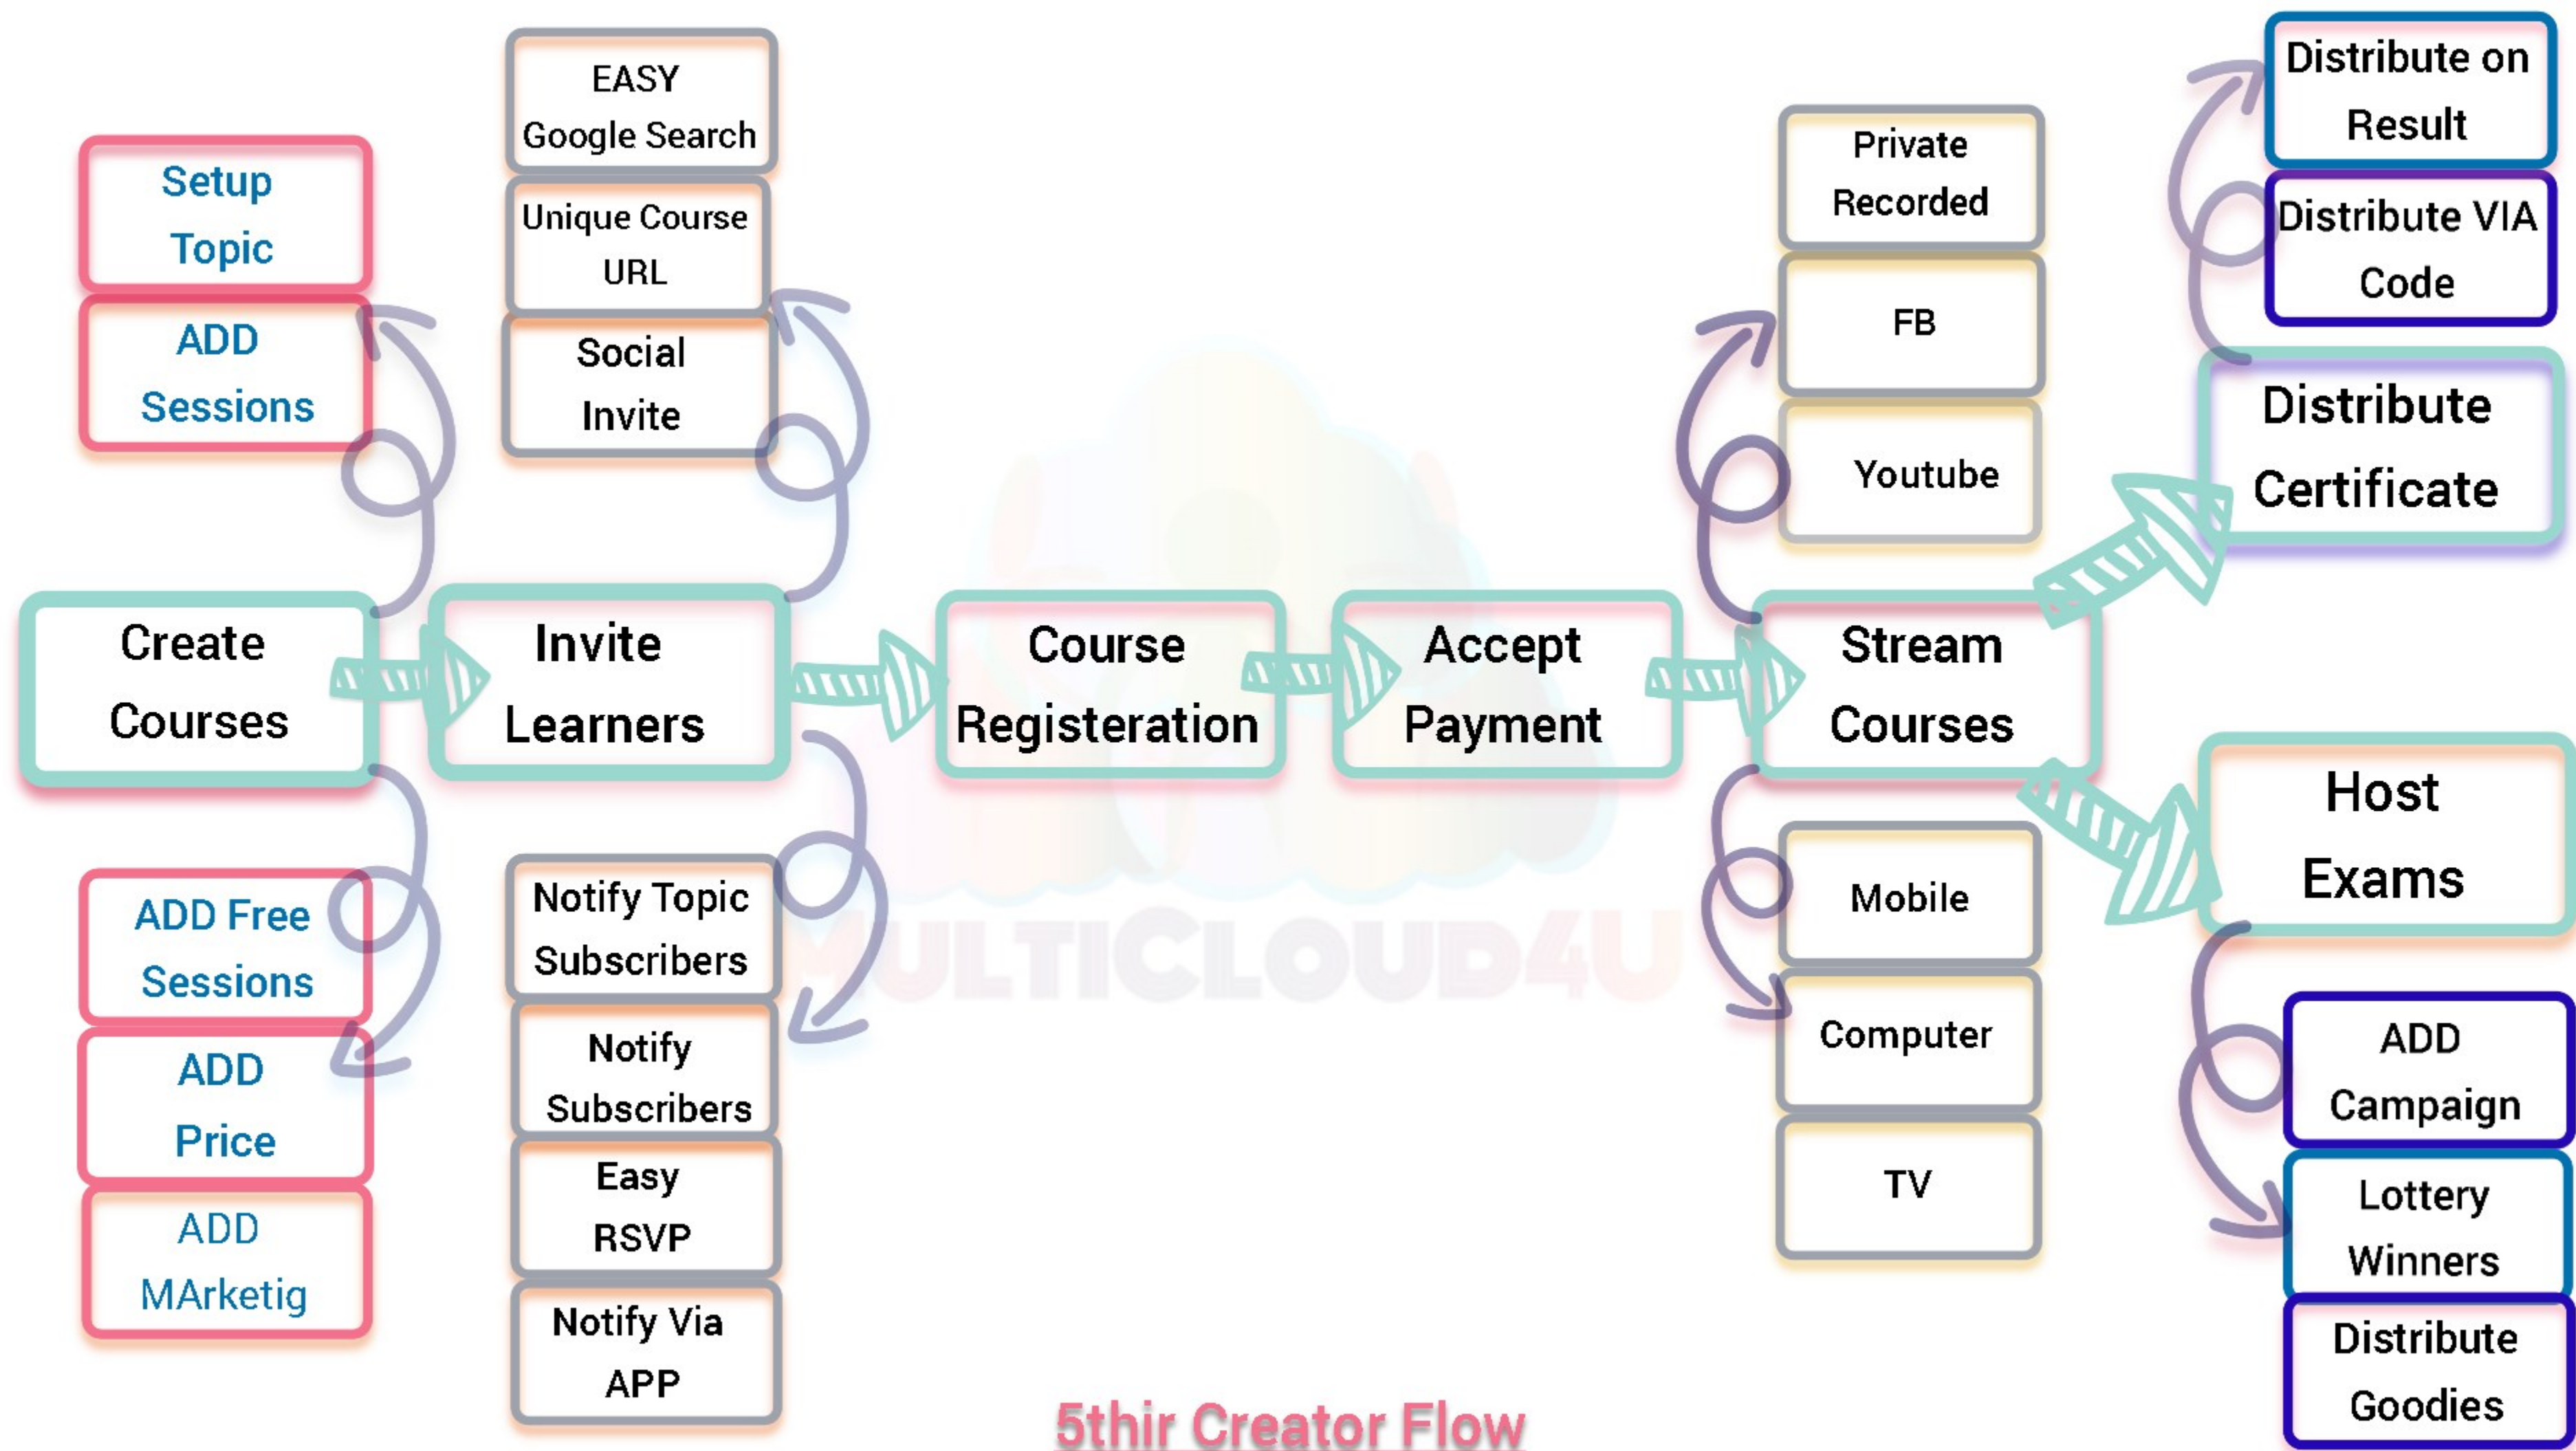 EASY
Google Search
Unique Course
URL
Social
Invite
Setup
Topic
ADD
Sessions
Private
Recorded
FB
Youtube
Distribute on
Result
Distribute VIA
Code
Distribute
Certificate
Create
Courses
Invite
Learners
Course
Registeration
Accept
Payment
Stream
Courses
Host
Exams
ADD Free
Sessions
ADD
Price
ADD
MArketig
Notify Topic
Subscribers
Notify
Subscribers
Easy
RSVP
Notify Via
APP
MULTICLOUD4U
Mobile
Computer
TV
ADD
Campaign
Lottery
Winners
Distribute
Goodies
5thir Creator Flow